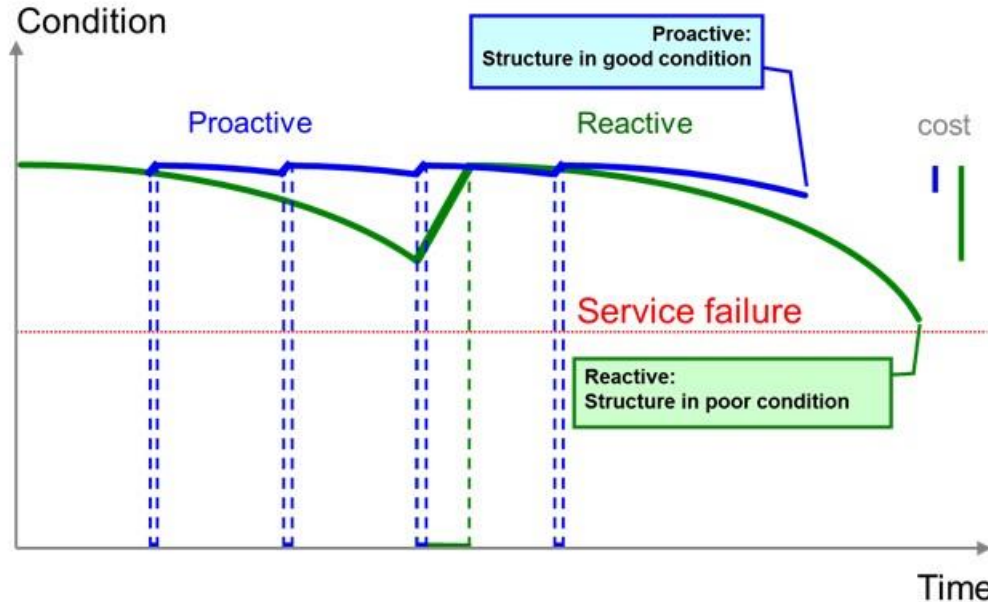 Condition
Proactive:
Structure in good condition
Proactive
Reactive
cost
Service failure
Reactive:
Structure in poor condition
Time